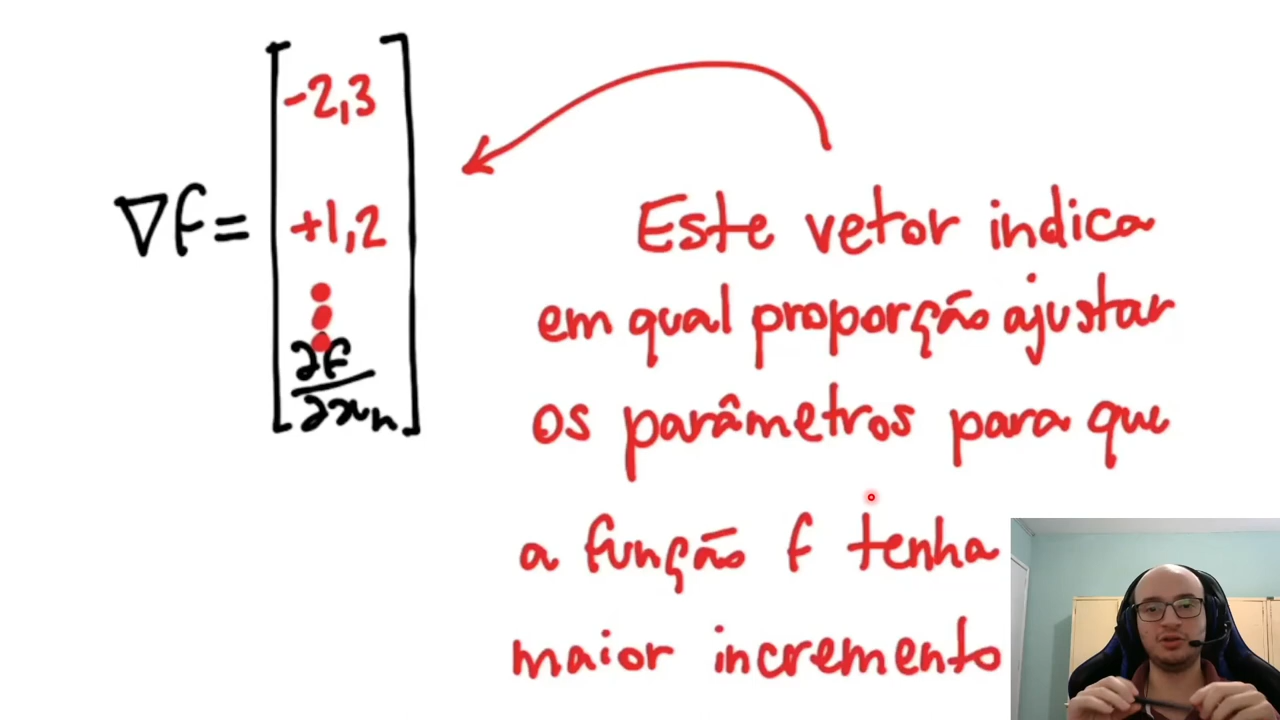 ∇f =
-2,3
+1,2
⋮
∂f/∂xₙ
Este vetor indica
em qual proporção ajustar
os parâmetros para que
a função f tenha
maior incremento